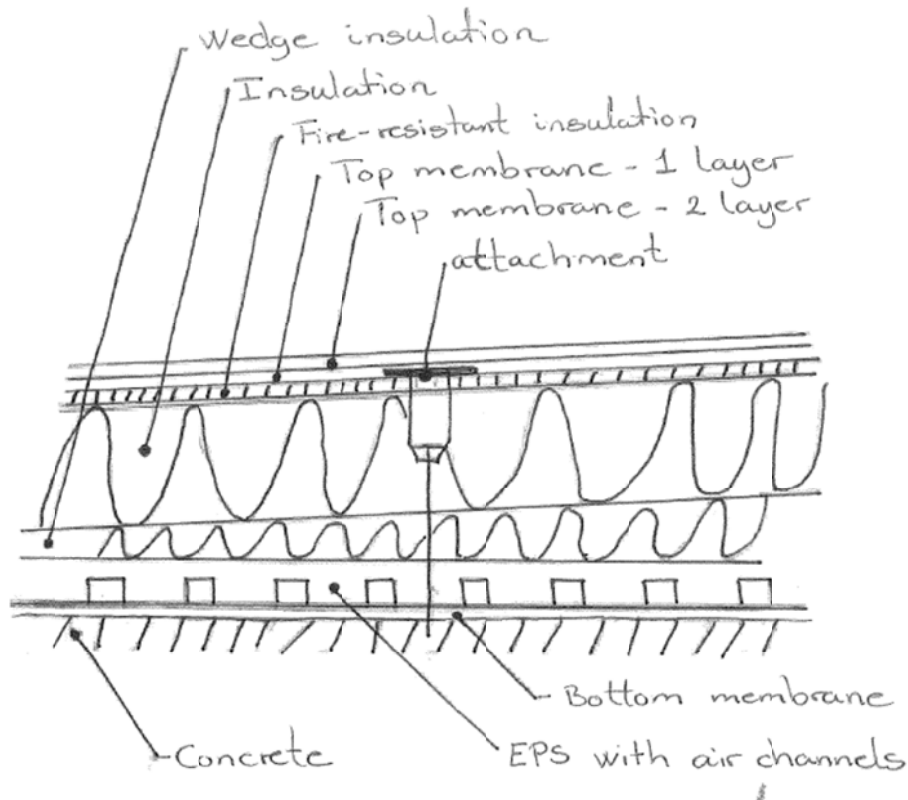 Wedge insulation
Insulation
Fire-resistant insulation
Top membrane - 1 layer
Top membrane - 2 layer
attachment
Bottom membrane
EPS with air channels
Concrete